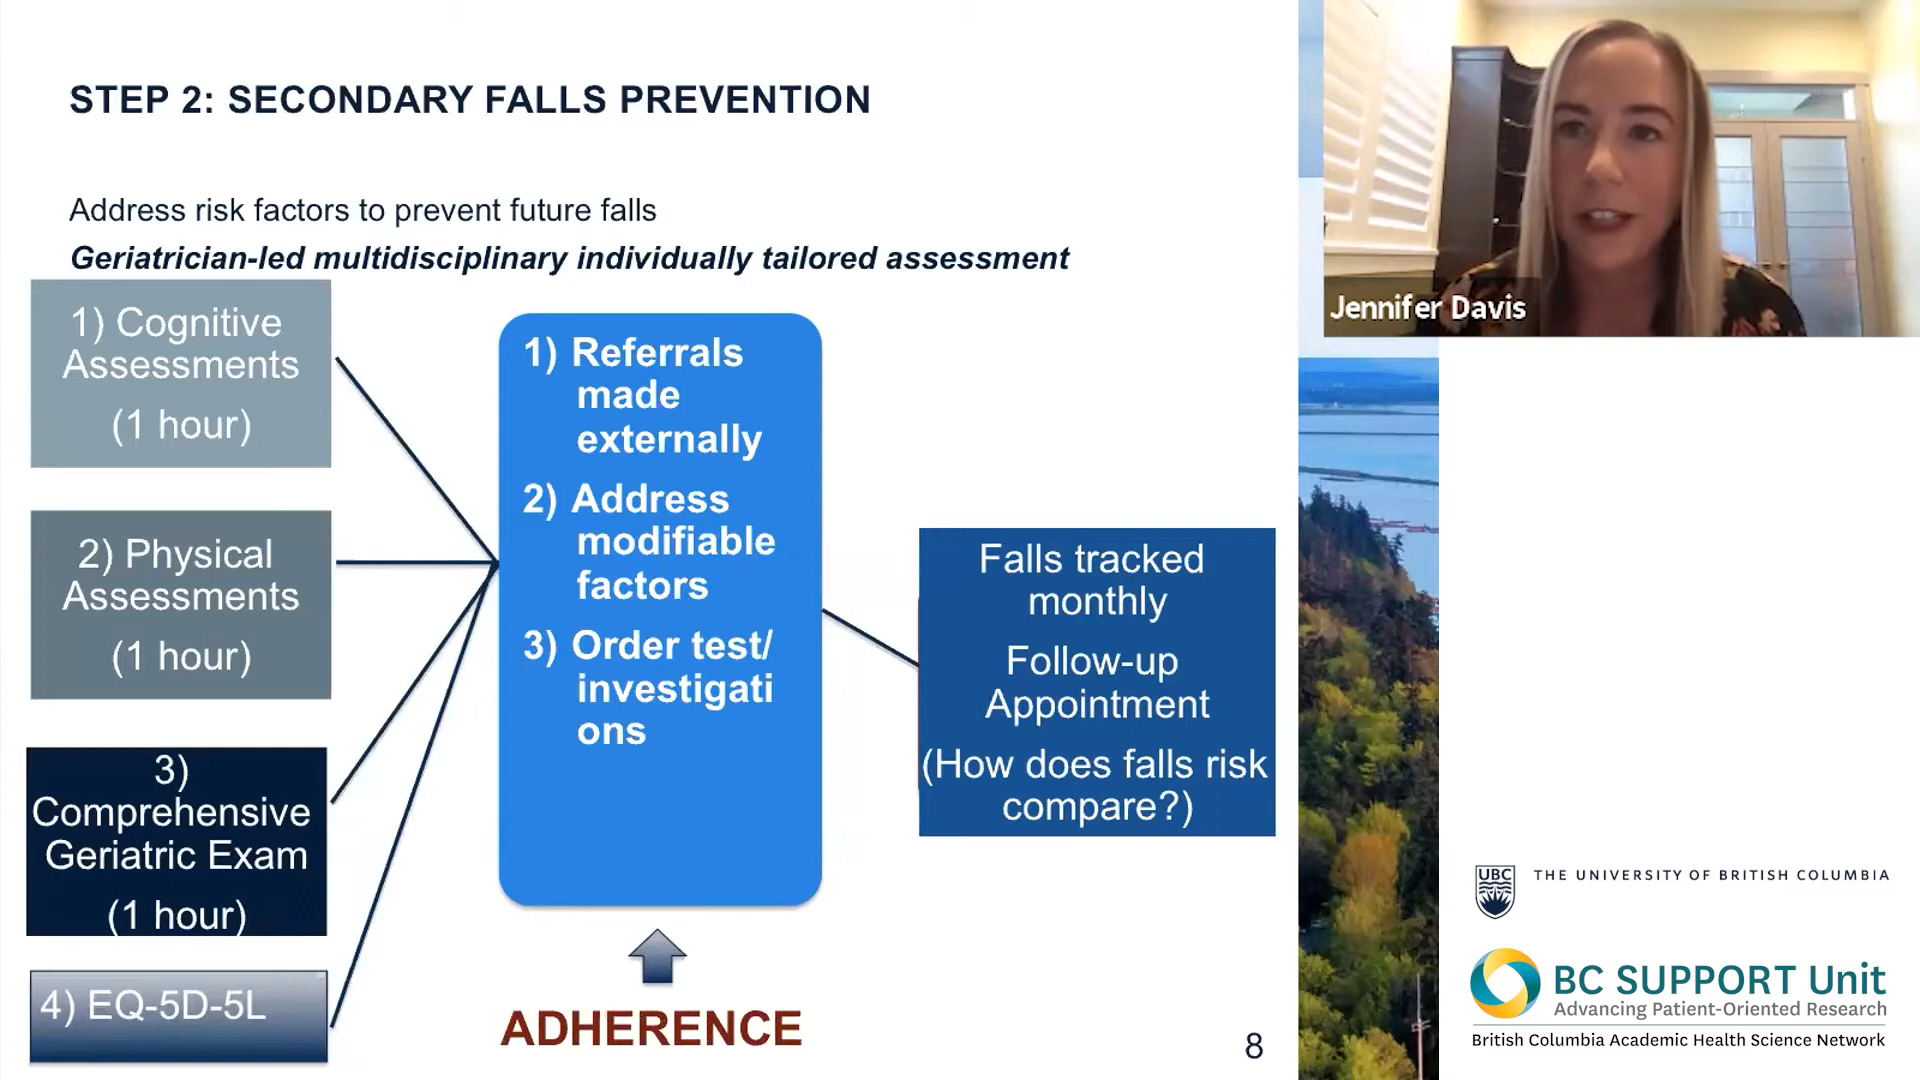 STEP 2: SECONDARY FALLS PREVENTION
Address risk factors to prevent future falls
Geriatrician-led multidisciplinary individually tailored assessment
1) Cognitive
Assessments
(1 hour)
2) Physical
Assessments
(1 hour)
3)
Comprehensive
Geriatric Exam
(1 hour)
4) EQ-5D-5L
1) Referrals
made
externally
2) Address
modifiable
factors
3) Order test/
investigati
ons
ADHERENCE
Falls tracked
monthly
Follow-up
Appointment
(How does falls risk
compare?)
8
Jennifer Davis
UBC
THE UNIVERSITY OF BRITISH COLUMBIA
BC SUPPORT Unit
Advancing Patient-Oriented Research
British Columbia Academic Health Science Network